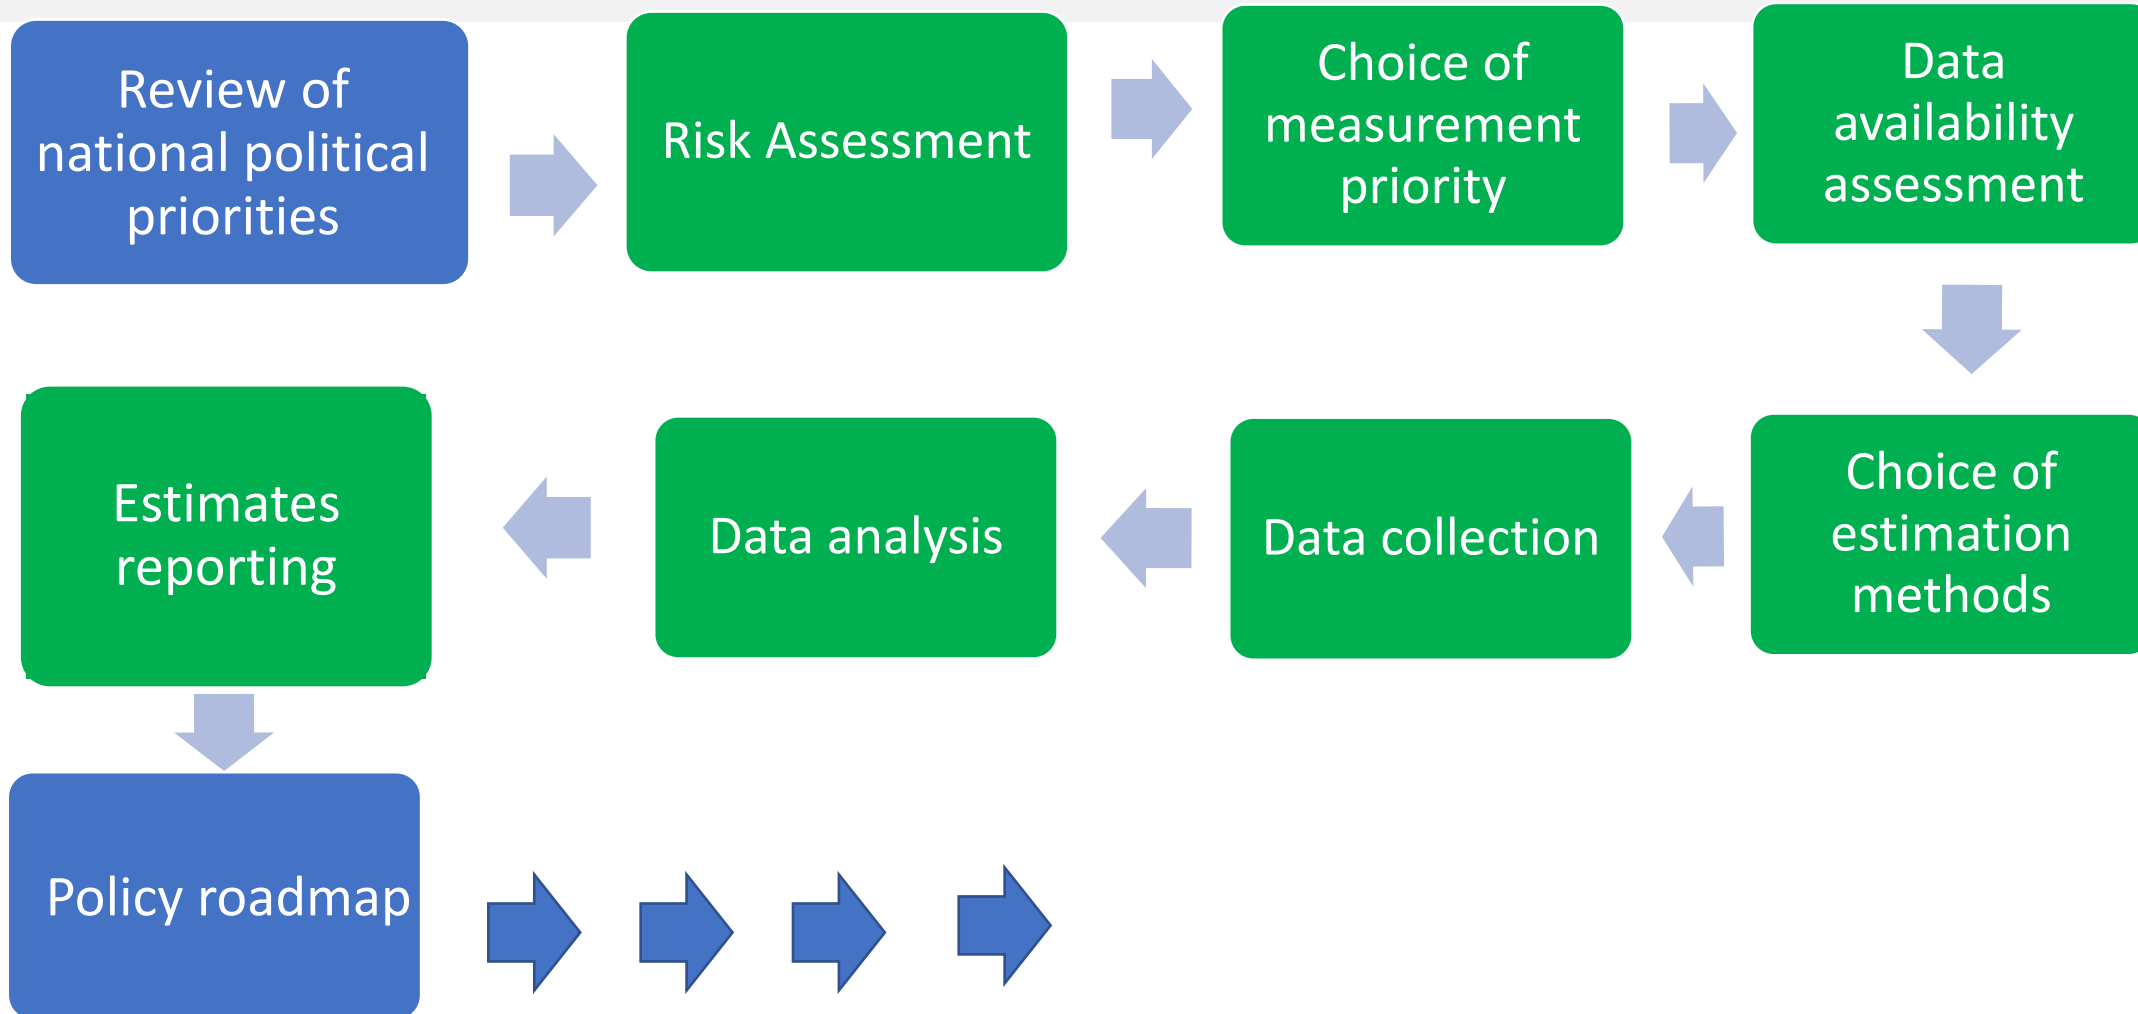 Review of
national political
priorities
Risk Assessment
Choice of
measurement
priority
Data
availability
assessment
Choice of
estimation
methods
Data collection
Data analysis
Estimates
reporting
Policy roadmap